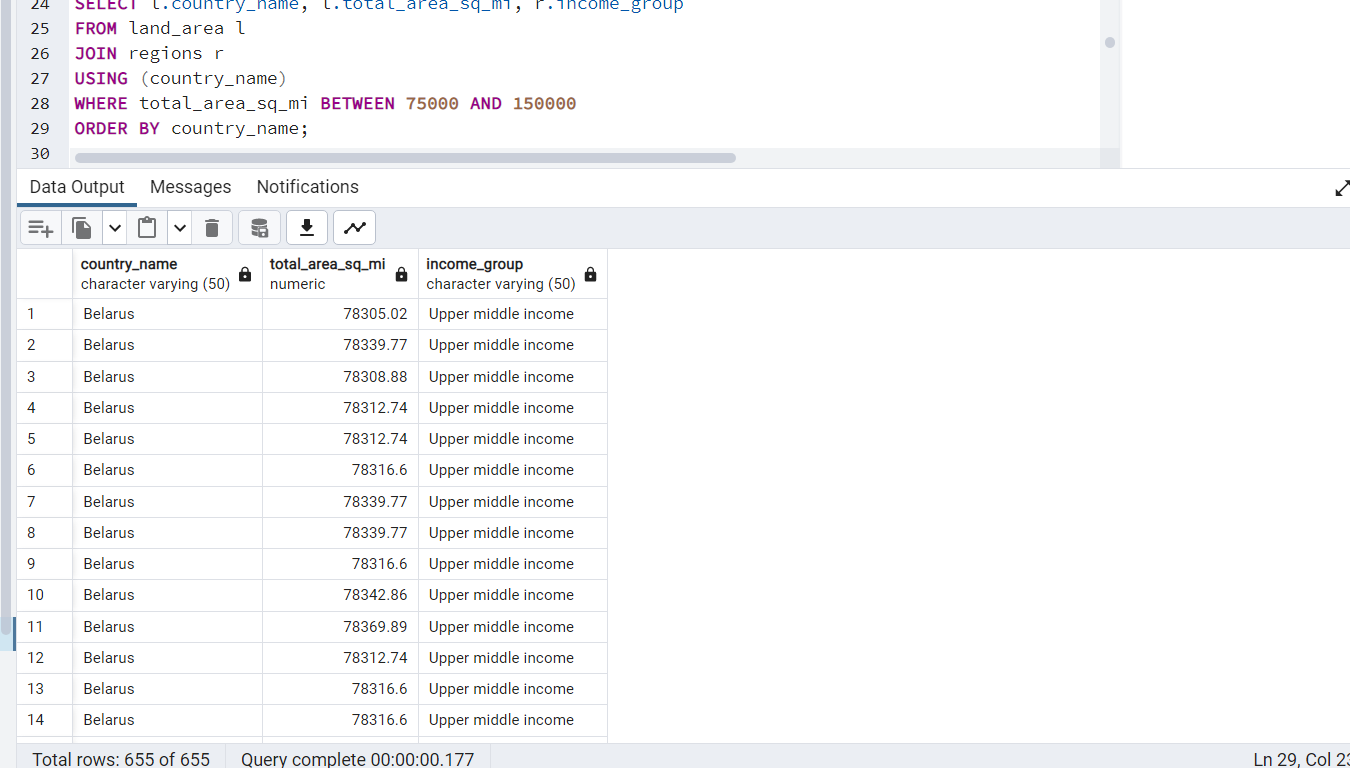 24 SELECT l.country_name, l.total_area_sq_mi, r.income_group
25 FROM land_area l
26 JOIN regions r
27 USING (country_name)
28 WHERE total_area_sq_mi BETWEEN 75000 AND 150000
29 ORDER BY country_name;
30
Data Output Messages Notifications
country_name total_area_sq_mi income_group
character varying (50) numeric character varying (50)
1 Belarus 78305.02 Upper middle income
2 Belarus 78339.77 Upper middle income
3 Belarus 78308.88 Upper middle income
4 Belarus 78312.74 Upper middle income
5 Belarus 78312.74 Upper middle income
6 Belarus 78316.6 Upper middle income
7 Belarus 78339.77 Upper middle income
8 Belarus 78339.77 Upper middle income
9 Belarus 78316.6 Upper middle income
10 Belarus 78342.86 Upper middle income
11 Belarus 78369.89 Upper middle income
12 Belarus 78312.74 Upper middle income
13 Belarus 78316.6 Upper middle income
14 Belarus 78316.6 Upper middle income
Total rows: 655 of 655 Query complete 00:00:00.177 Ln 29, Col 23